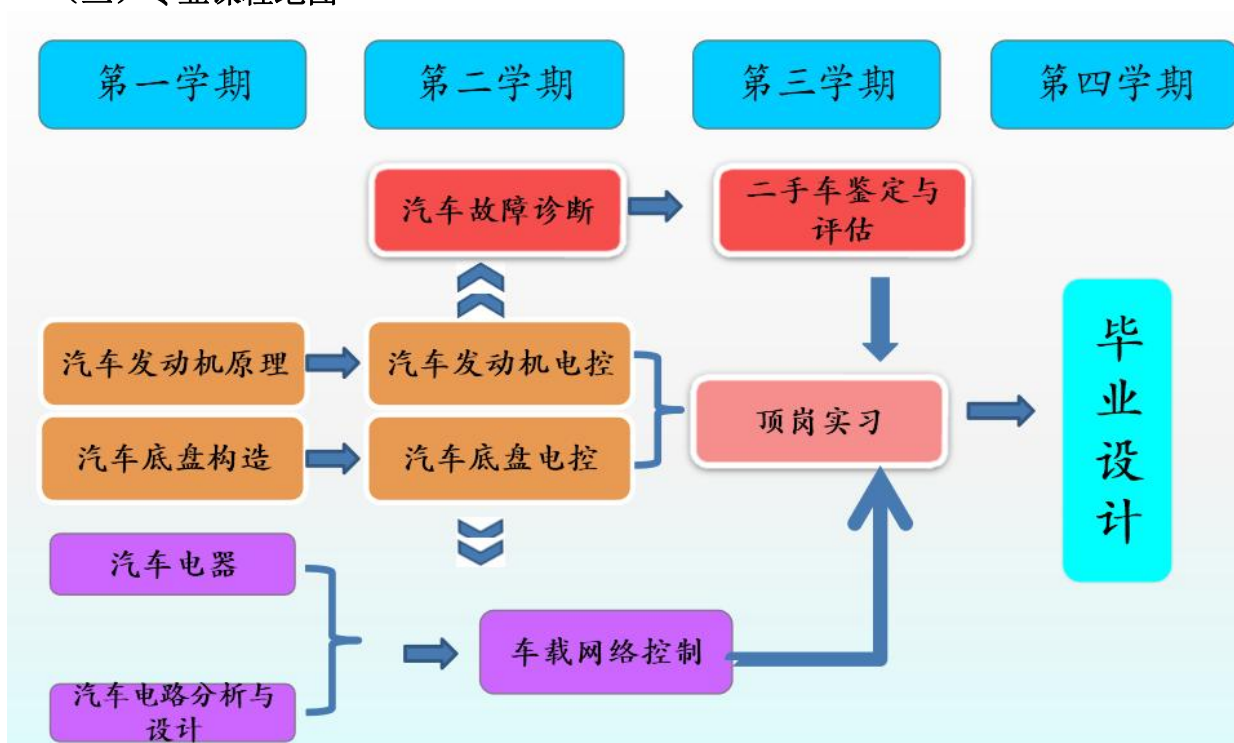 第一学期
第二学期
第三学期
第四学期
汽车故障诊断
二手车鉴定与
评估
汽车发动机原理
汽车发动机电控
汽车底盘构造
汽车底盘电控
顶岗实习
毕
业
设
计
汽车电器
车载网络控制
汽车电路分析与
设计